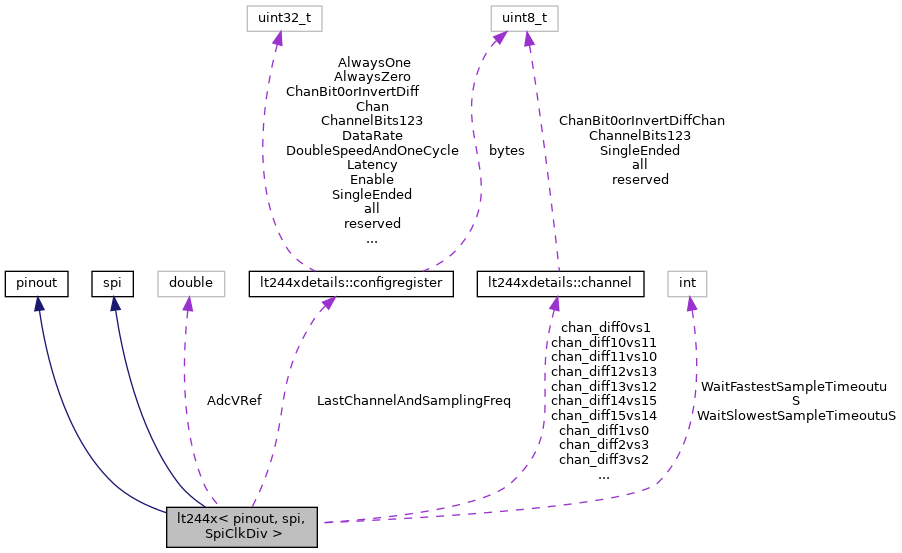 uint32_t
uint8_t
AlwaysOne
AlwaysZero
ChanBit0orInvertDiff
Chan
ChannelBits123
DataRate
DoubleSpeedAndOneCycle
Latency
Enable
SingleEnded
all
reserved
...
bytes
ChanBit0orInvertDiffChan
ChannelBits123
SingleEnded
all
reserved
pinout
spi
double
lt244xdetails::configregister
lt244xdetails::channel
int
AdcVRef
LastChannelAndSamplingFreq
chan_diff0vs1
chan_diff10vs11
chan_diff11vs10
chan_diff12vs13
chan_diff13vs12
chan_diff14vs15
chan_diff15vs14
chan_diff1vs0
chan_diff2vs3
chan_diff3vs2
...
WaitFastestSampleTimeoutu
S
WaitSlowestSampleTimeoutuS
lt244x< pinout, spi,
SpiClkDiv >